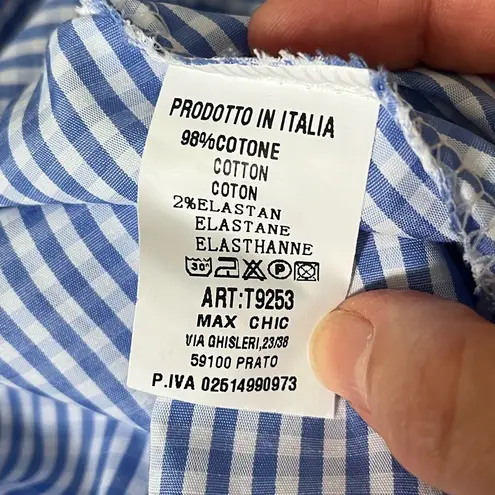 PRODOTTO IN ITALIA
98%COTONE
COTTON
COTON
2%ELASTAN
ELASTANE
ELASTHANNE
30° P
ART:T9253
MAX CHIC
VIA GHISLERI,23/38
59100 PRATO
P.IVA 02514990973